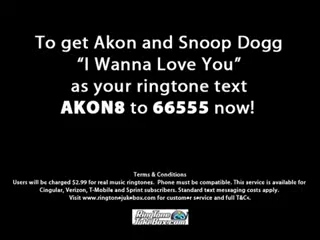 To get Akon and Snoop Dogg
“I Wanna Love You”
as your ringtone text
AKON8 to 66555 now!
Terms & Conditions
Users will be charged $2.99 for real music ringtones. Phone must be compatible. This service is available for
Cingular, Verizon, T-Mobile and Sprint subscribers. Standard text messaging costs apply.
Visit www.ringtonejukebox.com for customer service and full T&Cs.
RingTone
JukeBox.com